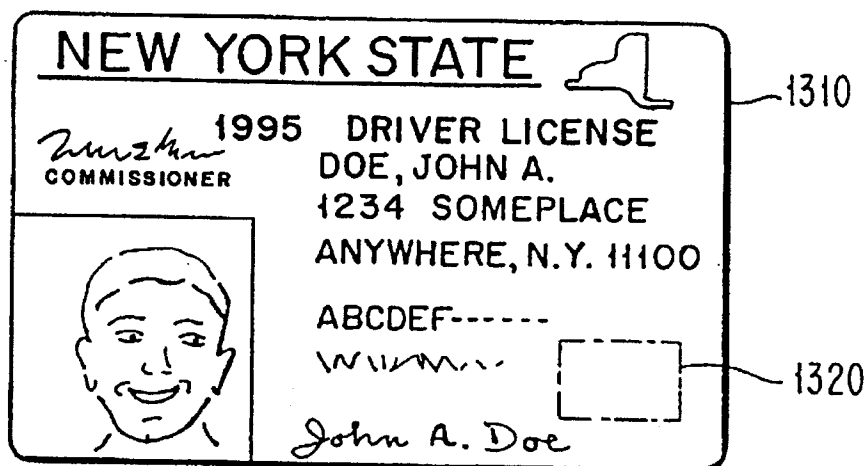 NEW YORK STATE
1310
1995 DRIVER LICENSE
COMMISSIONER
DOE, JOHN A.
1234 SOMEPLACE
ANYWHERE, N.Y. 11100
ABCDEF------
1320
John A. Doe